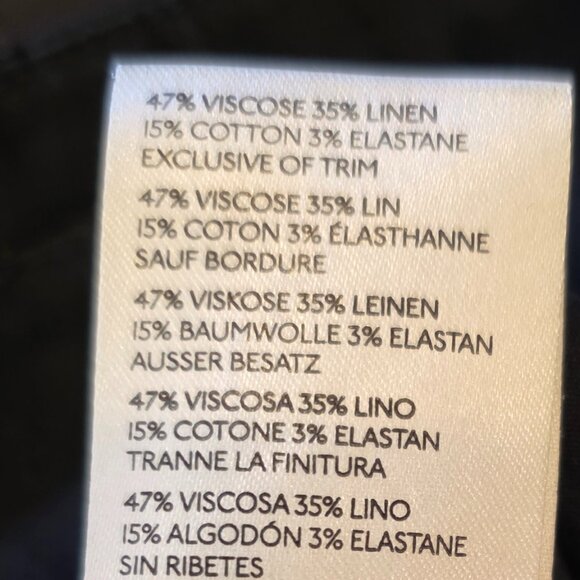 47% VISCOSE 35% LINEN
15% COTTON 3% ELASTANE
EXCLUSIVE OF TRIM
47% VISCOSE 35% LIN
15% COTON 3% ÉLASTHANNE
SAUF BORDURE
47% VISKOSE 35% LEINEN
15% BAUMWOLLE 3% ELASTAN
AUSSER BESATZ
47% VISCOSA 35% LINO
15% COTONE 3% ELASTAN
TRANNE LA FINITURA
47% VISCOSA 35% LINO
15% ALGODÓN 3% ELASTANE
SIN RIBETES